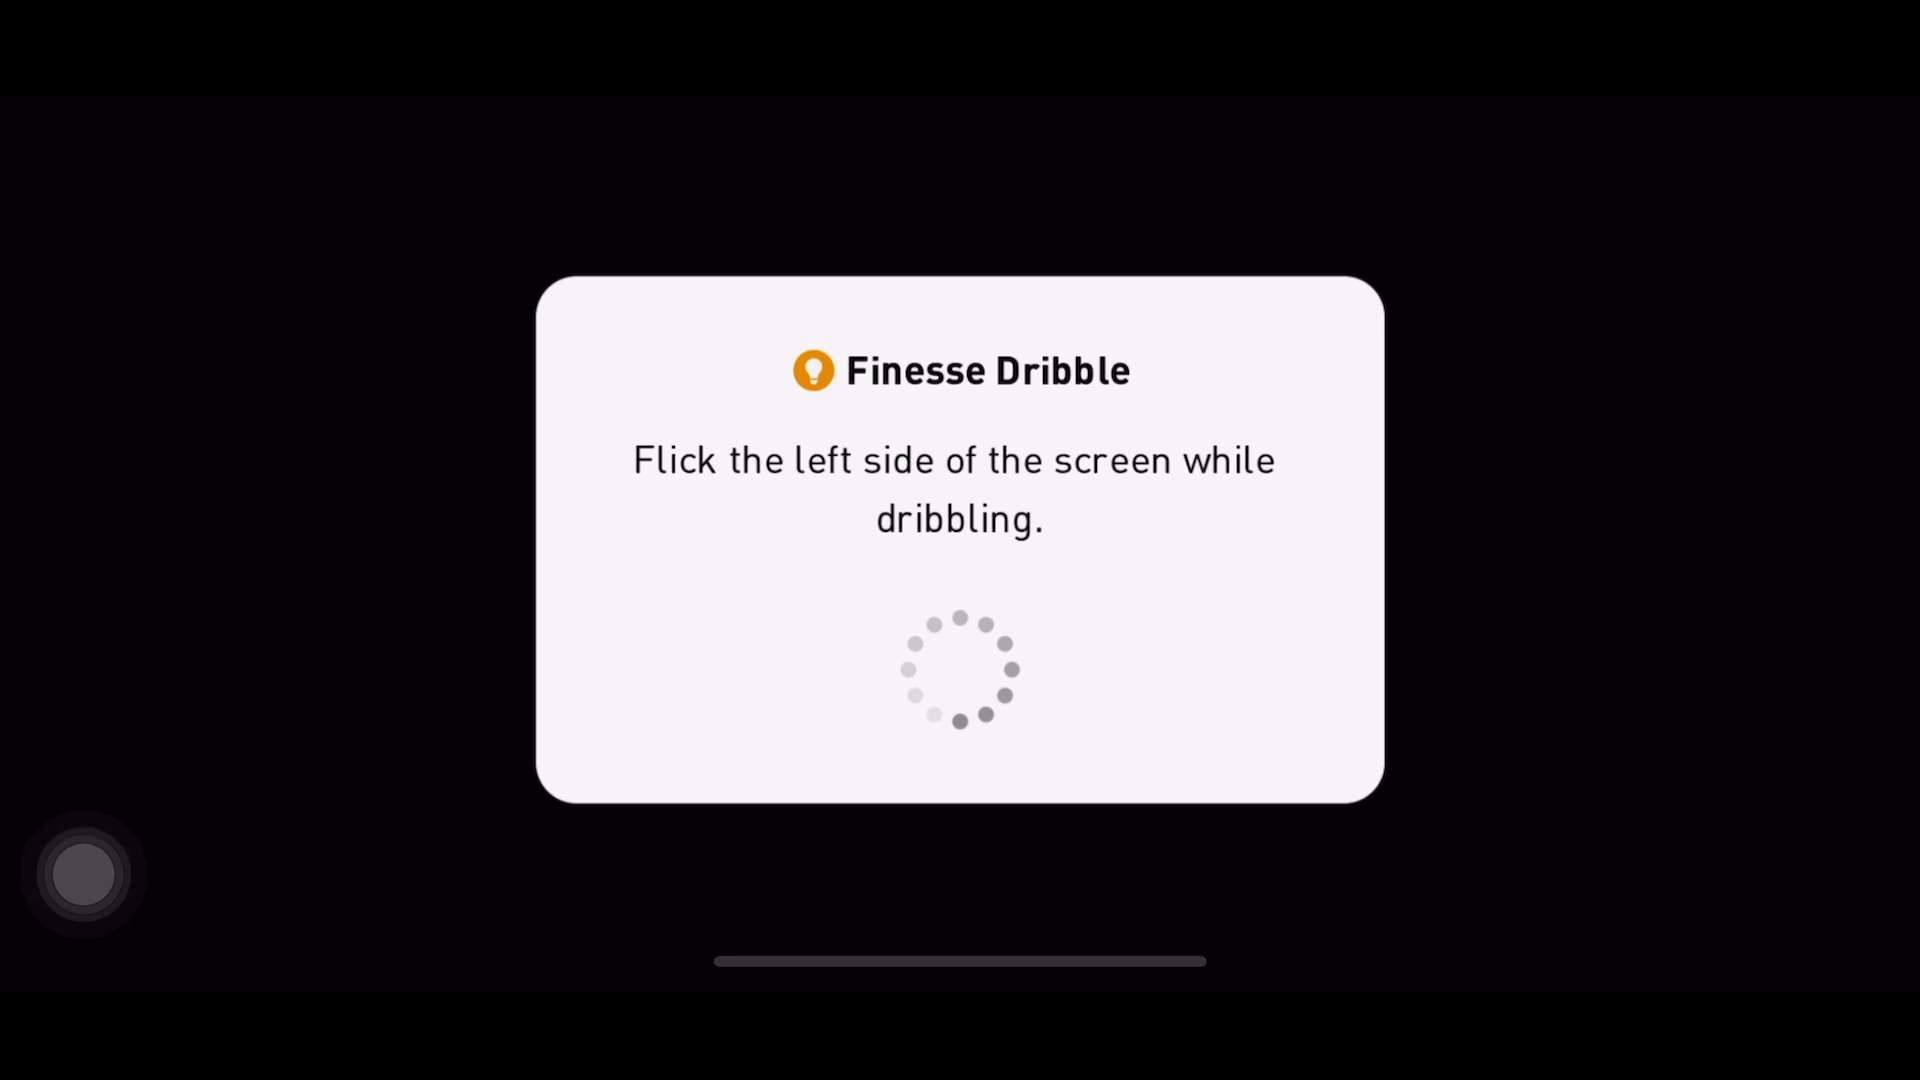 Finesse Dribble
Flick the left side of the screen while
dribbling.